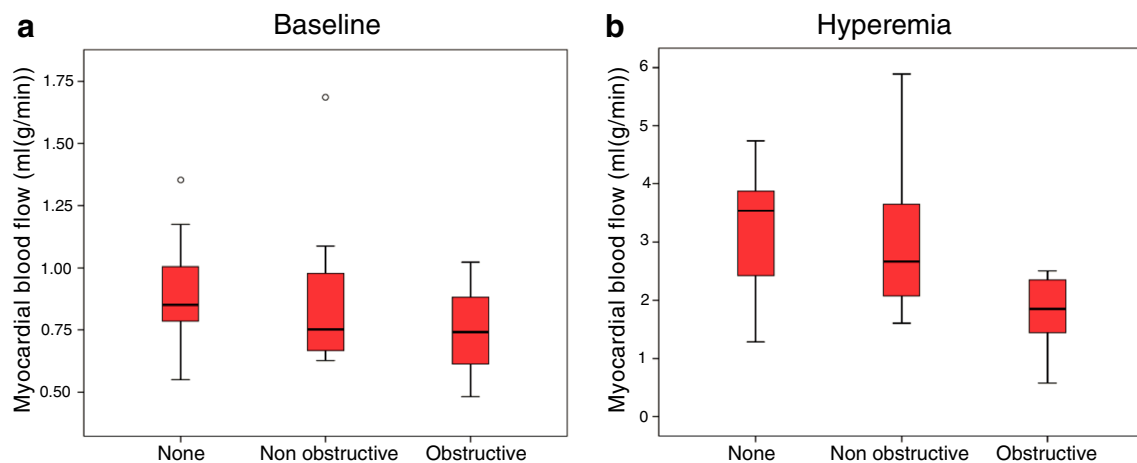 a
Baseline
Myocardial blood flow (ml(g/min))
1.75
1.50
1.25
1.00
0.75
0.50
None
Non obstructive
Obstructive
b
Hyperemia
Myocardial blood flow (ml(g/min))
6
5
4
3
2
1
0
None
Non obstructive
Obstructive